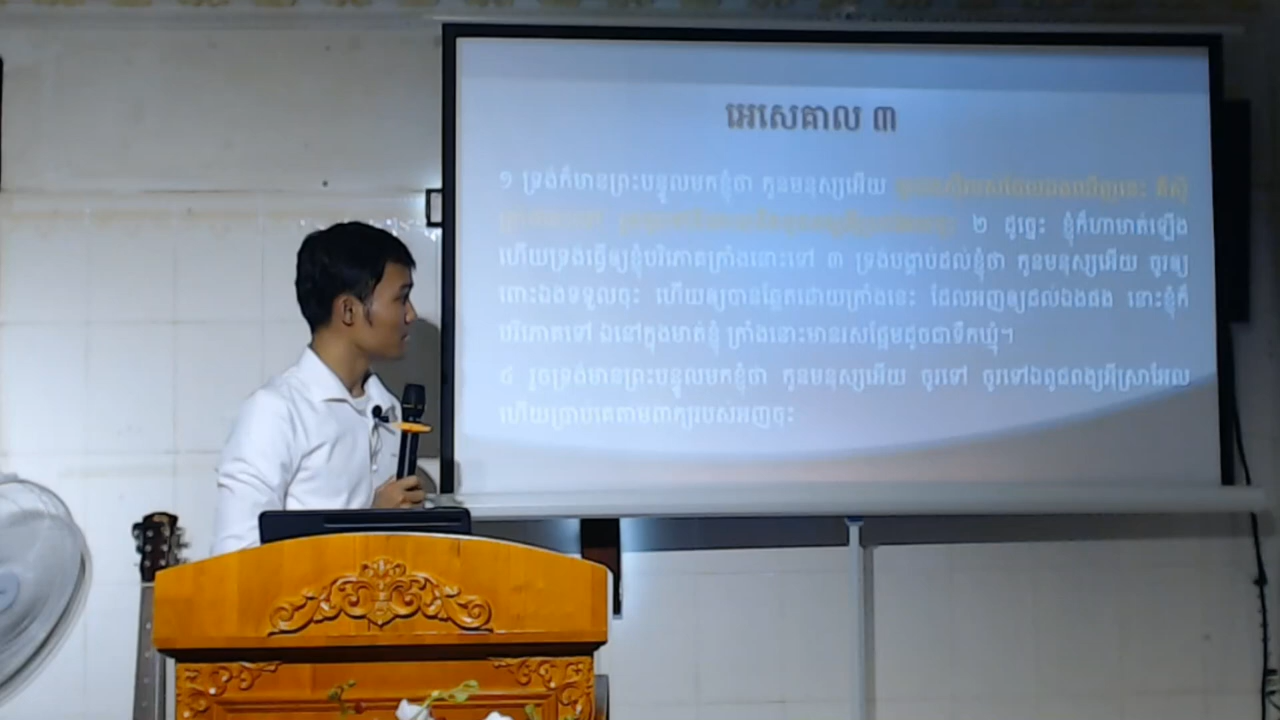 អេសេគាល ៣
១ ទ្រង់ក៏មានព្រះបន្ទូលមកខ្ញុំថា កូនមនុស្សអើយ
២ ដូច្នេះ ខ្ញុំក៏ហាមាត់ឡើង
ហើយទ្រង់ធ្វើឲ្យខ្ញុំបរិភោគក្រាំងនោះទៅ ៣ ទ្រង់បង្គាប់ដល់ខ្ញុំថា កូនមនុស្សអើយ ចូរឲ្យ
ពោះឯងទទួលចុះ ហើយឲ្យបានឆ្អែតដោយក្រាំងនេះ ដែលអញឲ្យដល់ឯងផង នោះខ្ញុំក៏
បរិភោគទៅ ឯនៅក្នុងមាត់ខ្ញុំ ក្រាំងនោះមានរសផ្អែមដូចជាទឹកឃ្មុំ។
៤ រួចទ្រង់មានព្រះបន្ទូលមកខ្ញុំថា កូនមនុស្សអើយ ចូរទៅ ចូរទៅឯពូជពង្សអ៊ីស្រាអែល
ហើយប្រាប់គេតាមពាក្យរបស់អញចុះ